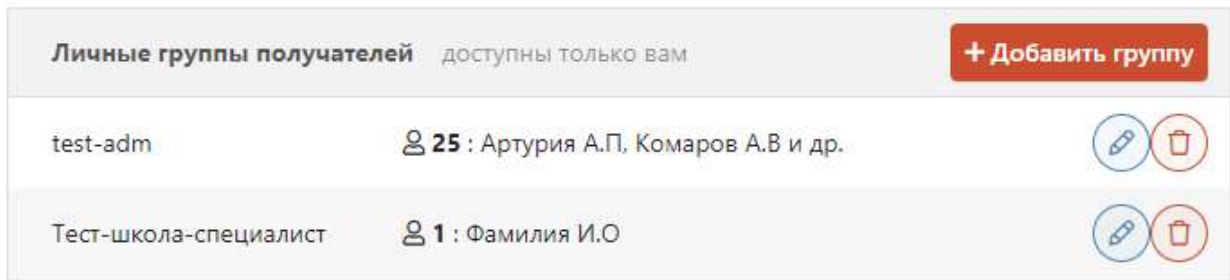 Личные группы получателей доступны только вам + Добавить группу
test-adm 25 : Артурия А.П, Комаров А.В и др.
Тест-школа-специалист 1 : Фамилия И.О